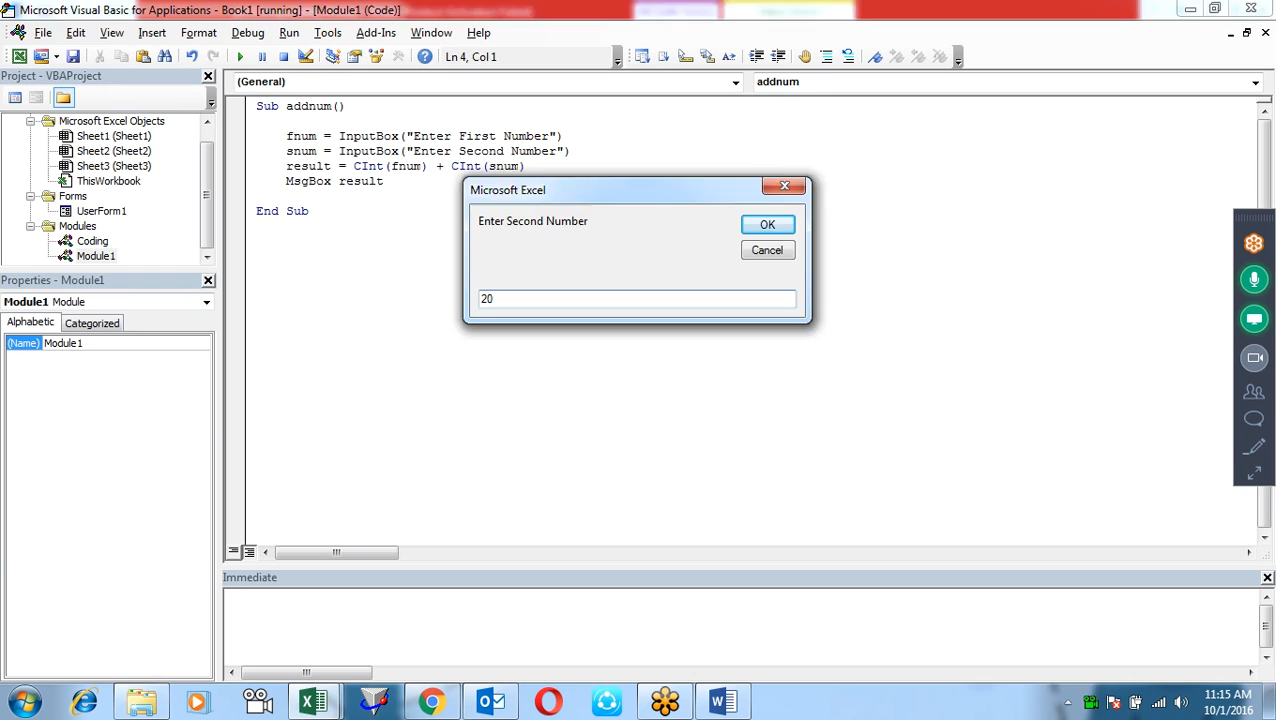 Microsoft Visual Basic for Applications - Book1 [running] - [Module1 (Code)]
File Edit View Insert Format Debug Run Tools Add-Ins Window Help
Ln 4, Col 1
Project - VBAProject
(General)
addnum
Microsoft Excel Objects
Sheet1 (Sheet1)
Sheet2 (Sheet2)
Sheet3 (Sheet3)
ThisWorkbook
Forms
UserForm1
Modules
Coding
Module1
Properties - Module1
Module1 Module
Alphabetic Categorized
(Name) Module1
Sub addnum()
fnum = InputBox("Enter First Number")
snum = InputBox("Enter Second Number")
result = CInt(fnum) + CInt(snum)
MsgBox result
End Sub
Microsoft Excel
Enter Second Number
OK
Cancel
20
Immediate
11:15 AM
10/1/2016